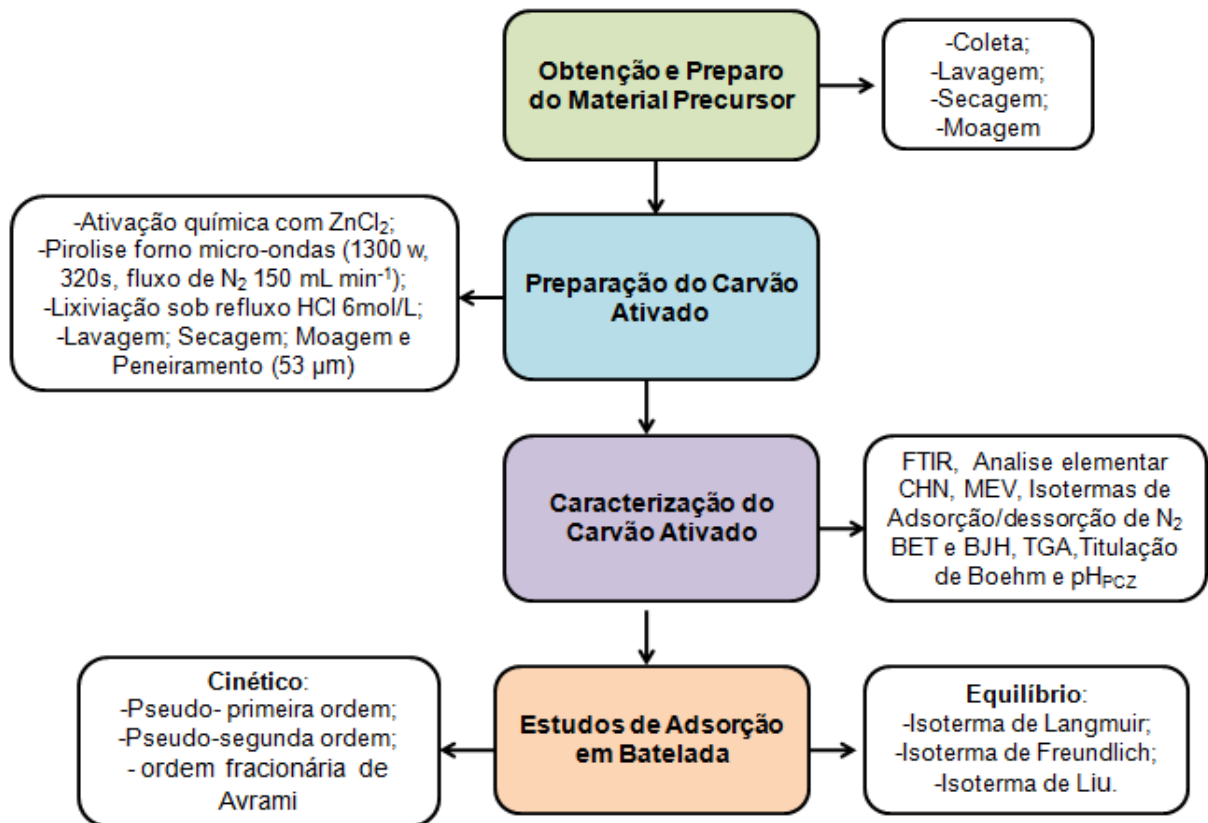 Obtenção e Preparo
do Material Precursor
-Coleta;
-Lavagem;
-Secagem;
-Moagem
-Ativação química com ZnCl₂;
-Pirolise forno micro-ondas (1300 w,
320s, fluxo de N₂ 150 mL min⁻¹);
-Lixiviação sob refluxo HCl 6mol/L;
-Lavagem; Secagem; Moagem e
Peneiramento (53 µm)
Preparação do Carvão
Ativado
Caracterização do
Carvão Ativado
FTIR, Analise elementar
CHN, MEV, Isotermas de
Adsorção/dessorção de N₂
BET e BJH, TGA,Titulação
de Boehm e pHPCZ
Cinético:
-Pseudo- primeira ordem;
-Pseudo-segunda ordem;
- ordem fracionária de
Avrami
Estudos de Adsorção
em Batelada
Equilíbrio:
-Isoterma de Langmuir;
-Isoterma de Freundlich;
-Isoterma de Liu.